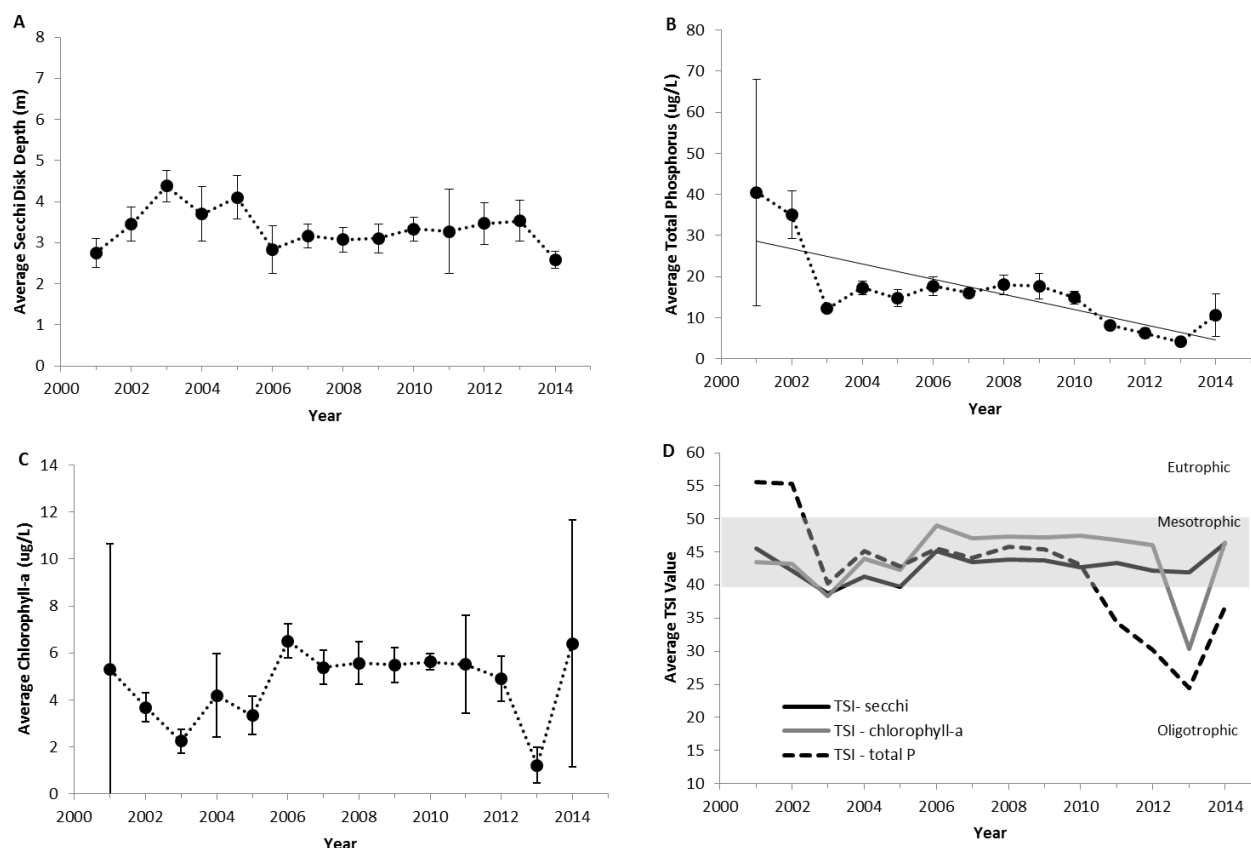 A
Average Secchi Disk Depth (m)
8
7
6
5
4
3
2
1
0
2000 2002 2004 2006 2008 2010 2012 2014
Year
B
Average Total Phosphorus (ug/L)
80
70
60
50
40
30
20
10
0
2000 2002 2004 2006 2008 2010 2012 2014
Year
C
Average Chlorophyll-a (ug/L)
14
12
10
8
6
4
2
0
2000 2002 2004 2006 2008 2010 2012 2014
Year
D
Average TSI Value
60
55
50
45
40
35
30
25
20
15
10
Eutrophic
Mesotrophic
Oligotrophic
TSI- secchi
TSI - chlorophyll-a
TSI - total P
2000 2002 2004 2006 2008 2010 2012 2014
Year